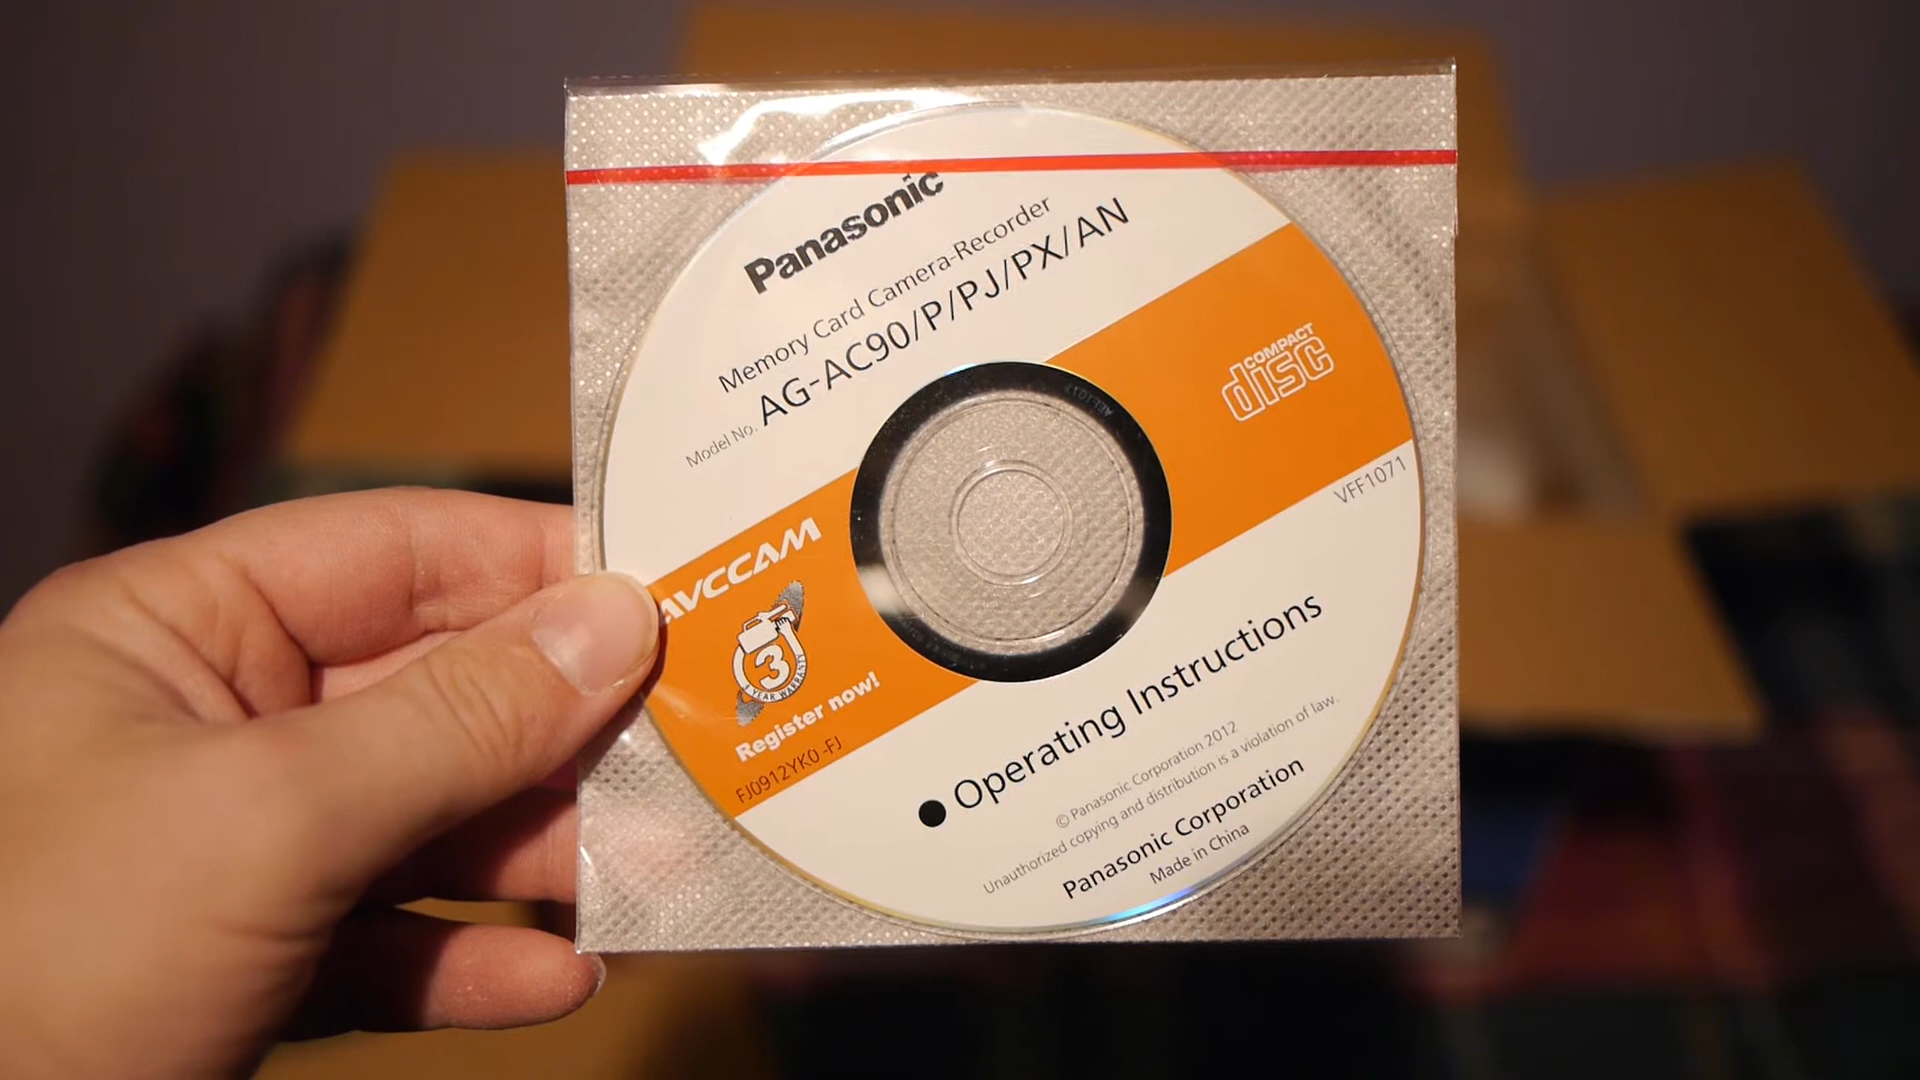 Panasonic
Memory Card Camera-Recorder
Model No. AG-AC90/P/PJ/PX/AN
COMPACT
disc
VFF1071
AVCCAM
3
3 YEAR WARRANTY
Register now!
FJ0912YK0 -FJ
● Operating Instructions
© Panasonic Corporation 2012
Unauthorized copying and distribution is a violation of law.
Panasonic Corporation
Made in China